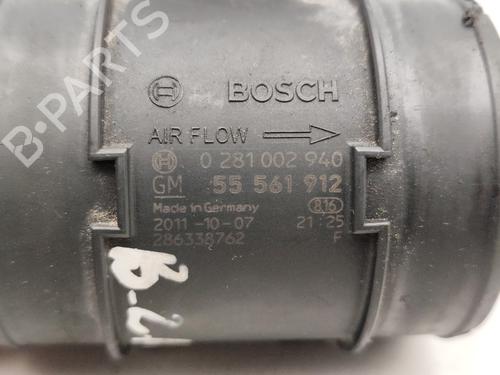 BOSCH
AIR FLOW
0 281 002 940
GM 55 561 912
Made in Germany 816
2011-10-07 21:25
286338762 F